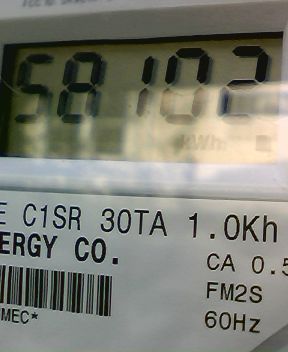 58102
kWh
E C1SR 30TA 1.0Kh
ERGY CO.
CA 0.5
FM2S
MEC*
60Hz